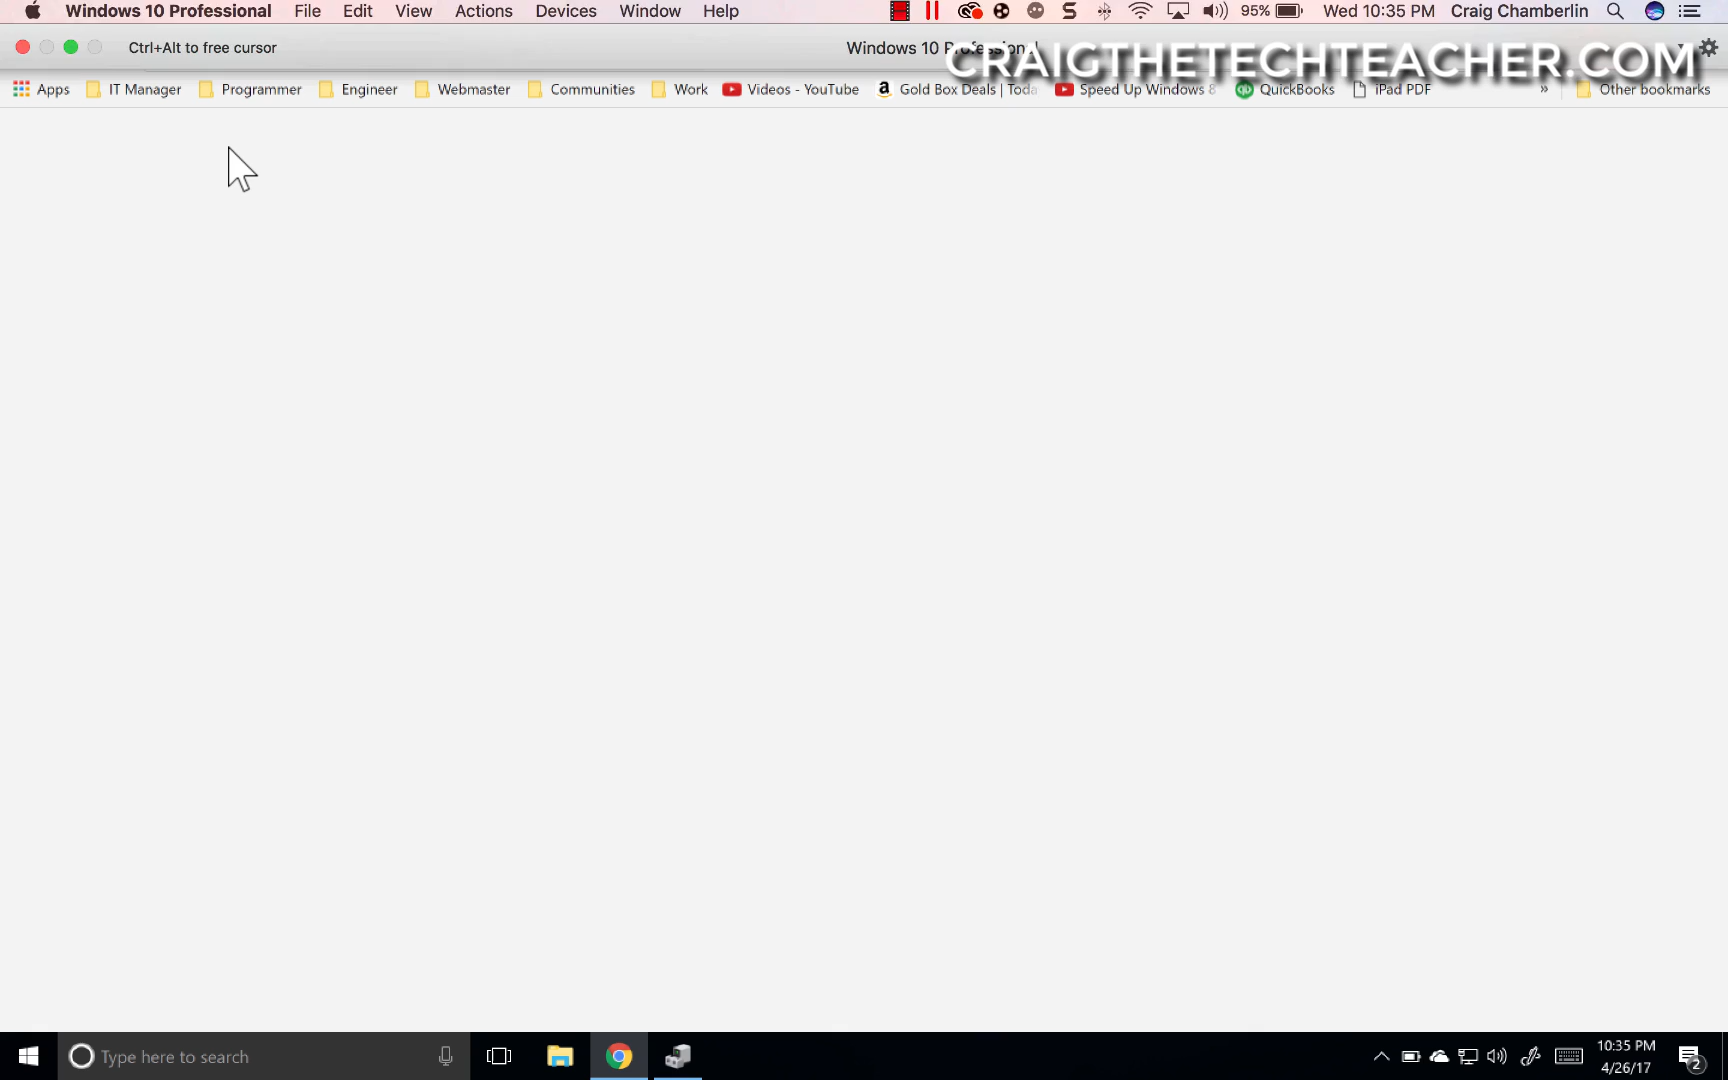 Windows 10 Professional File Edit View Actions Devices Window Help 95% Wed 10:35 PM Craig Chamberlin
Ctrl+Alt to free cursor Windows 10 Professional
CRAIGTHETECHTEACHER.COM
Apps IT Manager Programmer Engineer Webmaster Communities Work Videos - YouTube Gold Box Deals | Toda Speed Up Windows 8 QuickBooks iPad PDF » Other bookmarks
Type here to search 10:35 PM
4/26/17 2